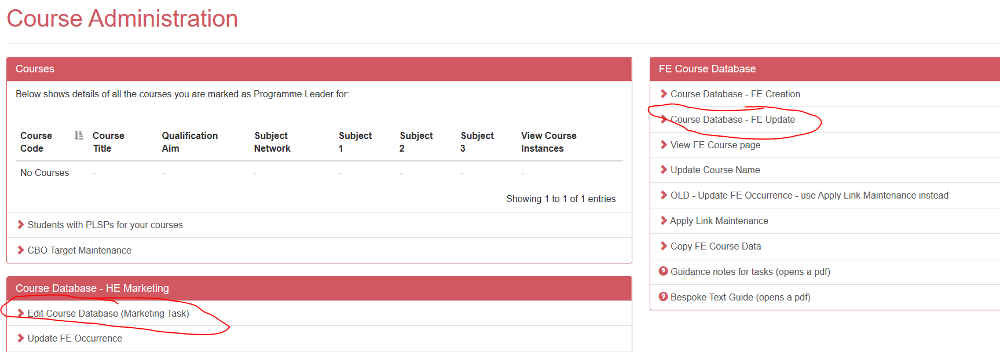 Course Administration
Courses
Below shows details of all the courses you are marked as Programme Leader for:
Course Code Course Title Qualification Aim Subject Network Subject 1 Subject 2 Subject 3 View Course Instances
No Courses - - - - - - -
Showing 1 to 1 of 1 entries
Students with PLSPs for your courses
CBO Target Maintenance
Course Database - HE Marketing
Edit Course Database (Marketing Task)
Update FE Occurrence
FE Course Database
Course Database - FE Creation
Course Database - FE Update
View FE Course page
Update Course Name
OLD - Update FE Occurrence - use Apply Link Maintenance instead
Apply Link Maintenance
Copy FE Course Data
Guidance notes for tasks (opens a pdf)
Bespoke Text Guide (opens a pdf)